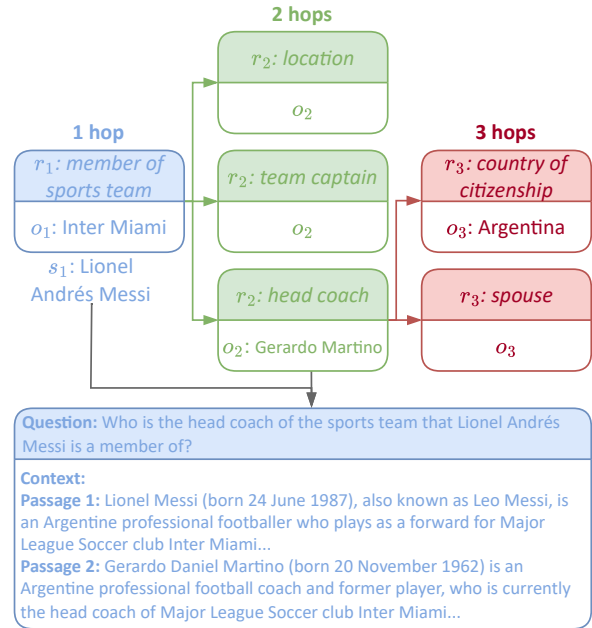 2 hops
r₂: location
o₂
1 hop
r₁: member of
sports team
o₁: Inter Miami
s₁: Lionel
Andrés Messi
r₂: team captain
o₂
r₂: head coach
o₂: Gerardo Martino
3 hops
r₃: country of
citizenship
o₃: Argentina
r₃: spouse
o₃
Question: Who is the head coach of the sports team that Lionel Andrés
Messi is a member of?
Context:
Passage 1: Lionel Messi (born 24 June 1987), also known as Leo Messi, is
an Argentine professional footballer who plays as a forward for Major
League Soccer club Inter Miami...
Passage 2: Gerardo Daniel Martino (born 20 November 1962) is an
Argentine professional football coach and former player, who is currently
the head coach of Major League Soccer club Inter Miami...